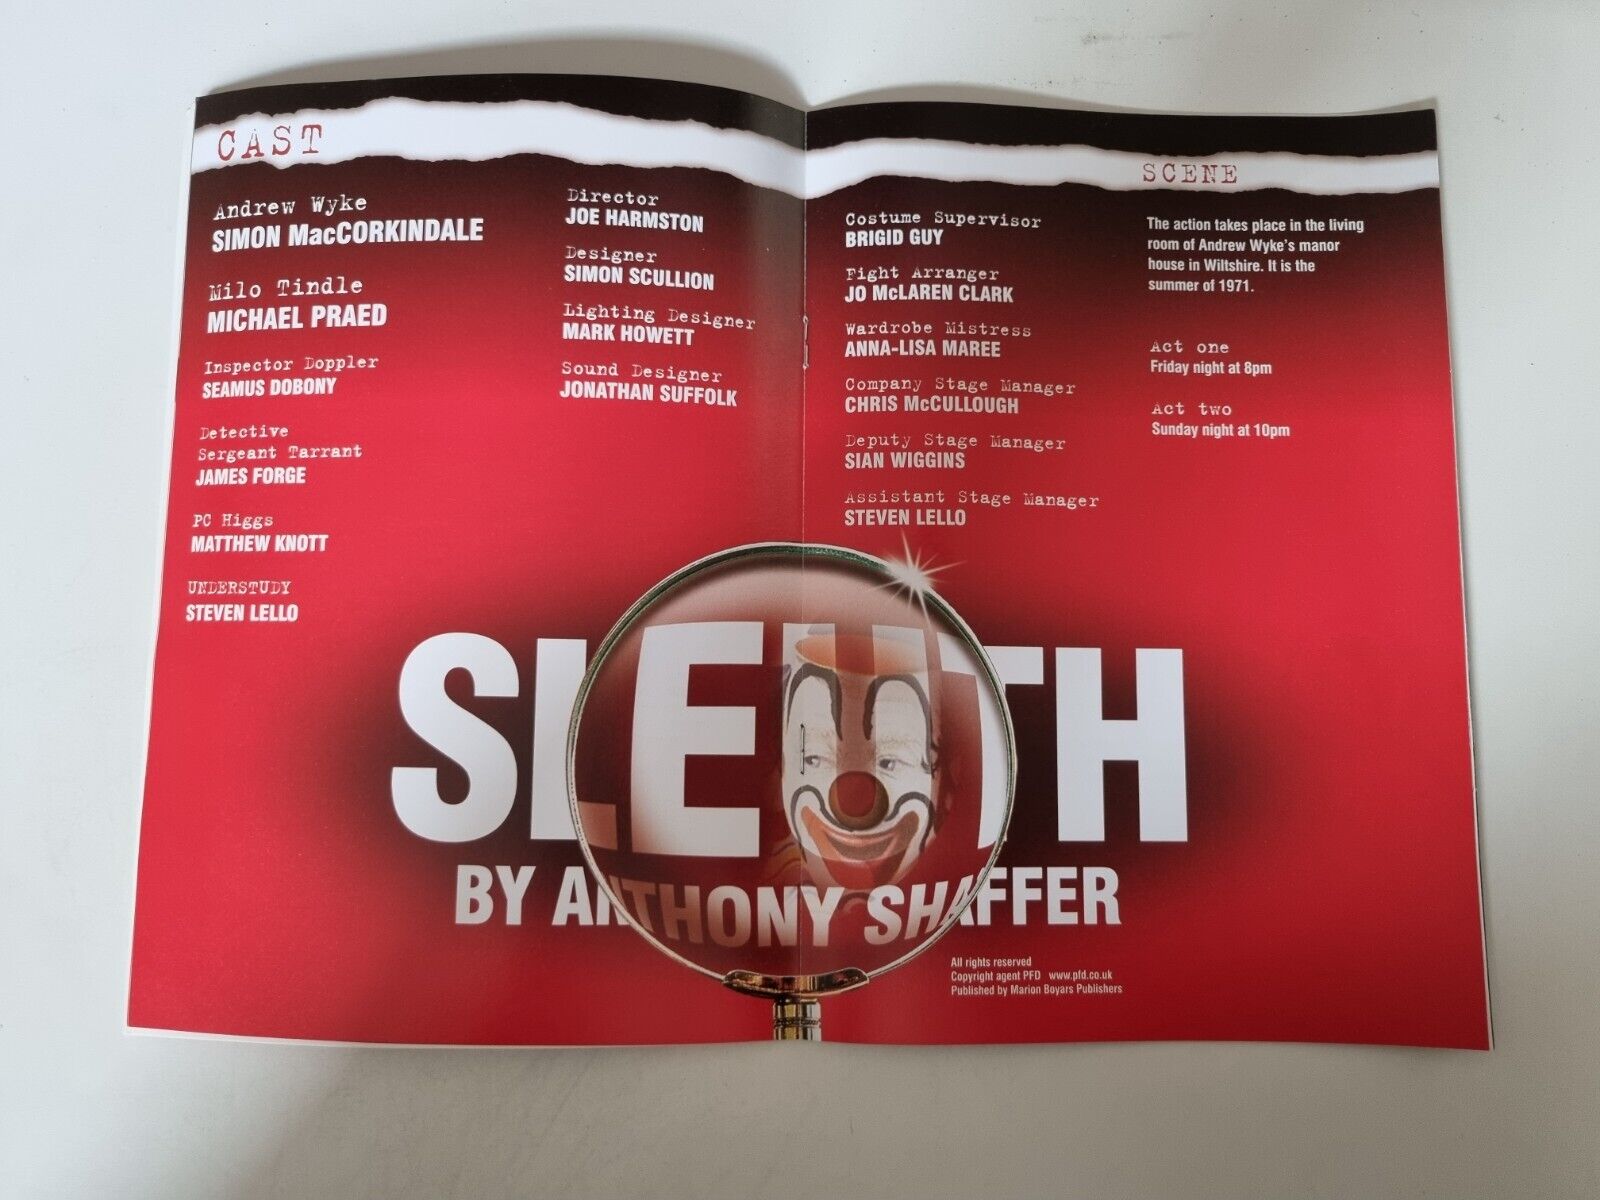 CAST
Andrew Wyke
SIMON MacCORKINDALE
Milo Tindle
MICHAEL PRAED
Inspector Doppler
SEAMUS DOBONY
Detective
Sergeant Tarrant
JAMES FORGE
PC Higgs
MATTHEW KNOTT
UNDERSTUDY
STEVEN LELLO
Director
JOE HARMSTON
Designer
SIMON SCULLION
Lighting Designer
MARK HOWETT
Sound Designer
JONATHAN SUFFOLK
Costume Supervisor
BRIGID GUY
Fight Arranger
JO McLAREN CLARK
Wardrobe Mistress
ANNA-LISA MAREE
Company Stage Manager
CHRIS McCULLOUGH
Deputy Stage Manager
SIAN WIGGINS
Assistant Stage Manager
STEVEN LELLO
SCENE
The action takes place in the living
room of Andrew Wyke's manor
house in Wiltshire. It is the
summer of 1971.
Act one
Friday night at 8pm
Act two
Sunday night at 10pm
SLEUTH
BY ANTHONY SHAFFER
All rights reserved
Copyright agent PFD www.pfd.co.uk
Published by Marion Boyars Publishers